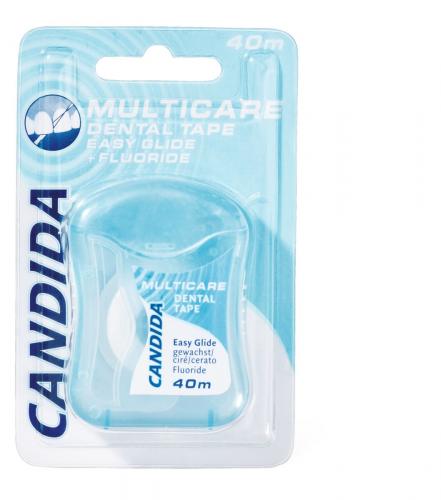 40m
MULTICARE
DENTAL TAPE
EASY GLIDE
+ FLUORIDE
CANDIDA
MULTICARE
DENTAL
TAPE
CANDIDA
Easy Glide
gewachst/
ciré/cerato
Fluoride
40m